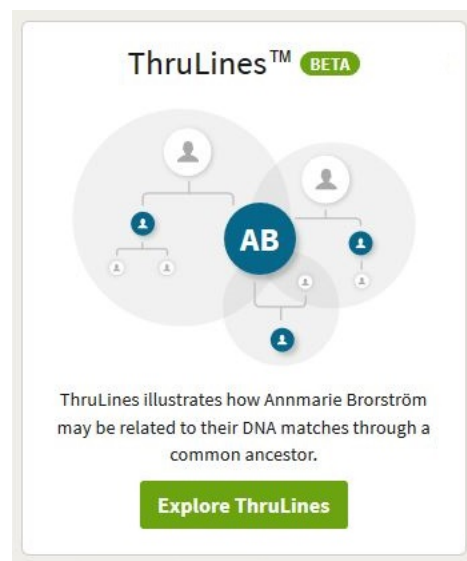 ThruLines™ BETA
AB
ThruLines illustrates how Annmarie Brorström
may be related to their DNA matches through a
common ancestor.
Explore ThruLines